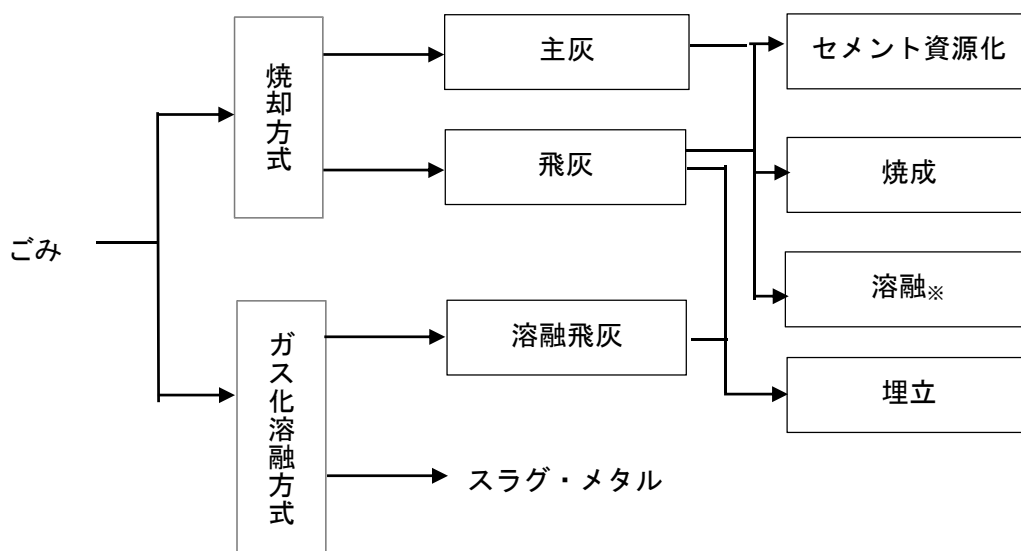 ごみ
焼却方式
ガス化溶融方式
主灰
飛灰
溶融飛灰
スラグ・メタル
セメント資源化
焼成
溶融※
埋立